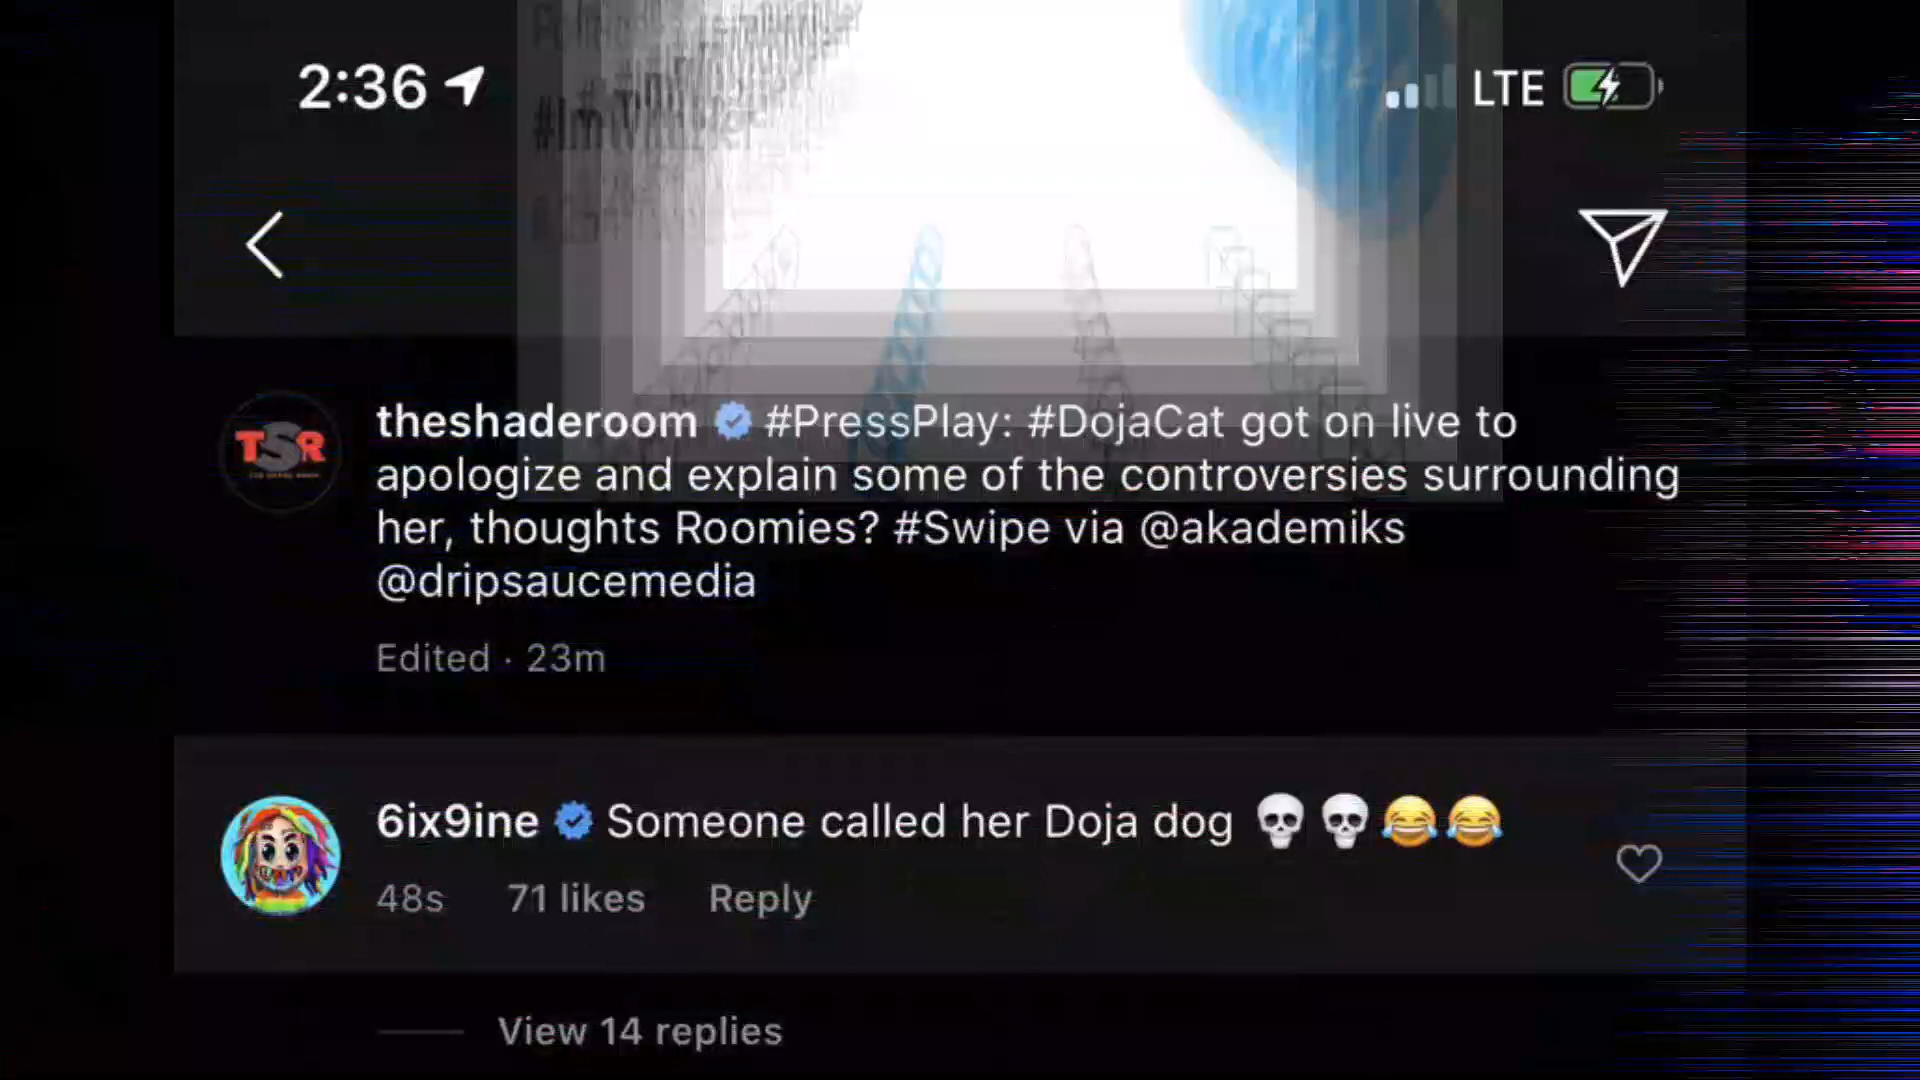 2:36 LTE
theshaderoom #PressPlay: #DojaCat got on live to
apologize and explain some of the controversies surrounding
her, thoughts Roomies? #Swipe via @akademiks
@dripsaucemedia
Edited · 23m
TSR
6ix9ine Someone called her Doja dog 💀💀😂😂
48s 71 likes Reply
View 14 replies